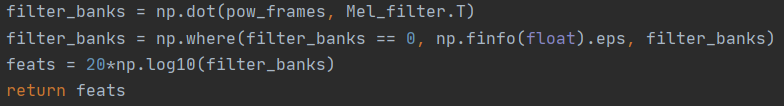 filter_banks = np.dot(pow_frames, Mel_filter.T)
filter_banks = np.where(filter_banks == 0, np.finfo(float).eps, filter_banks)
feats = 20*np.log10(filter_banks)
return feats